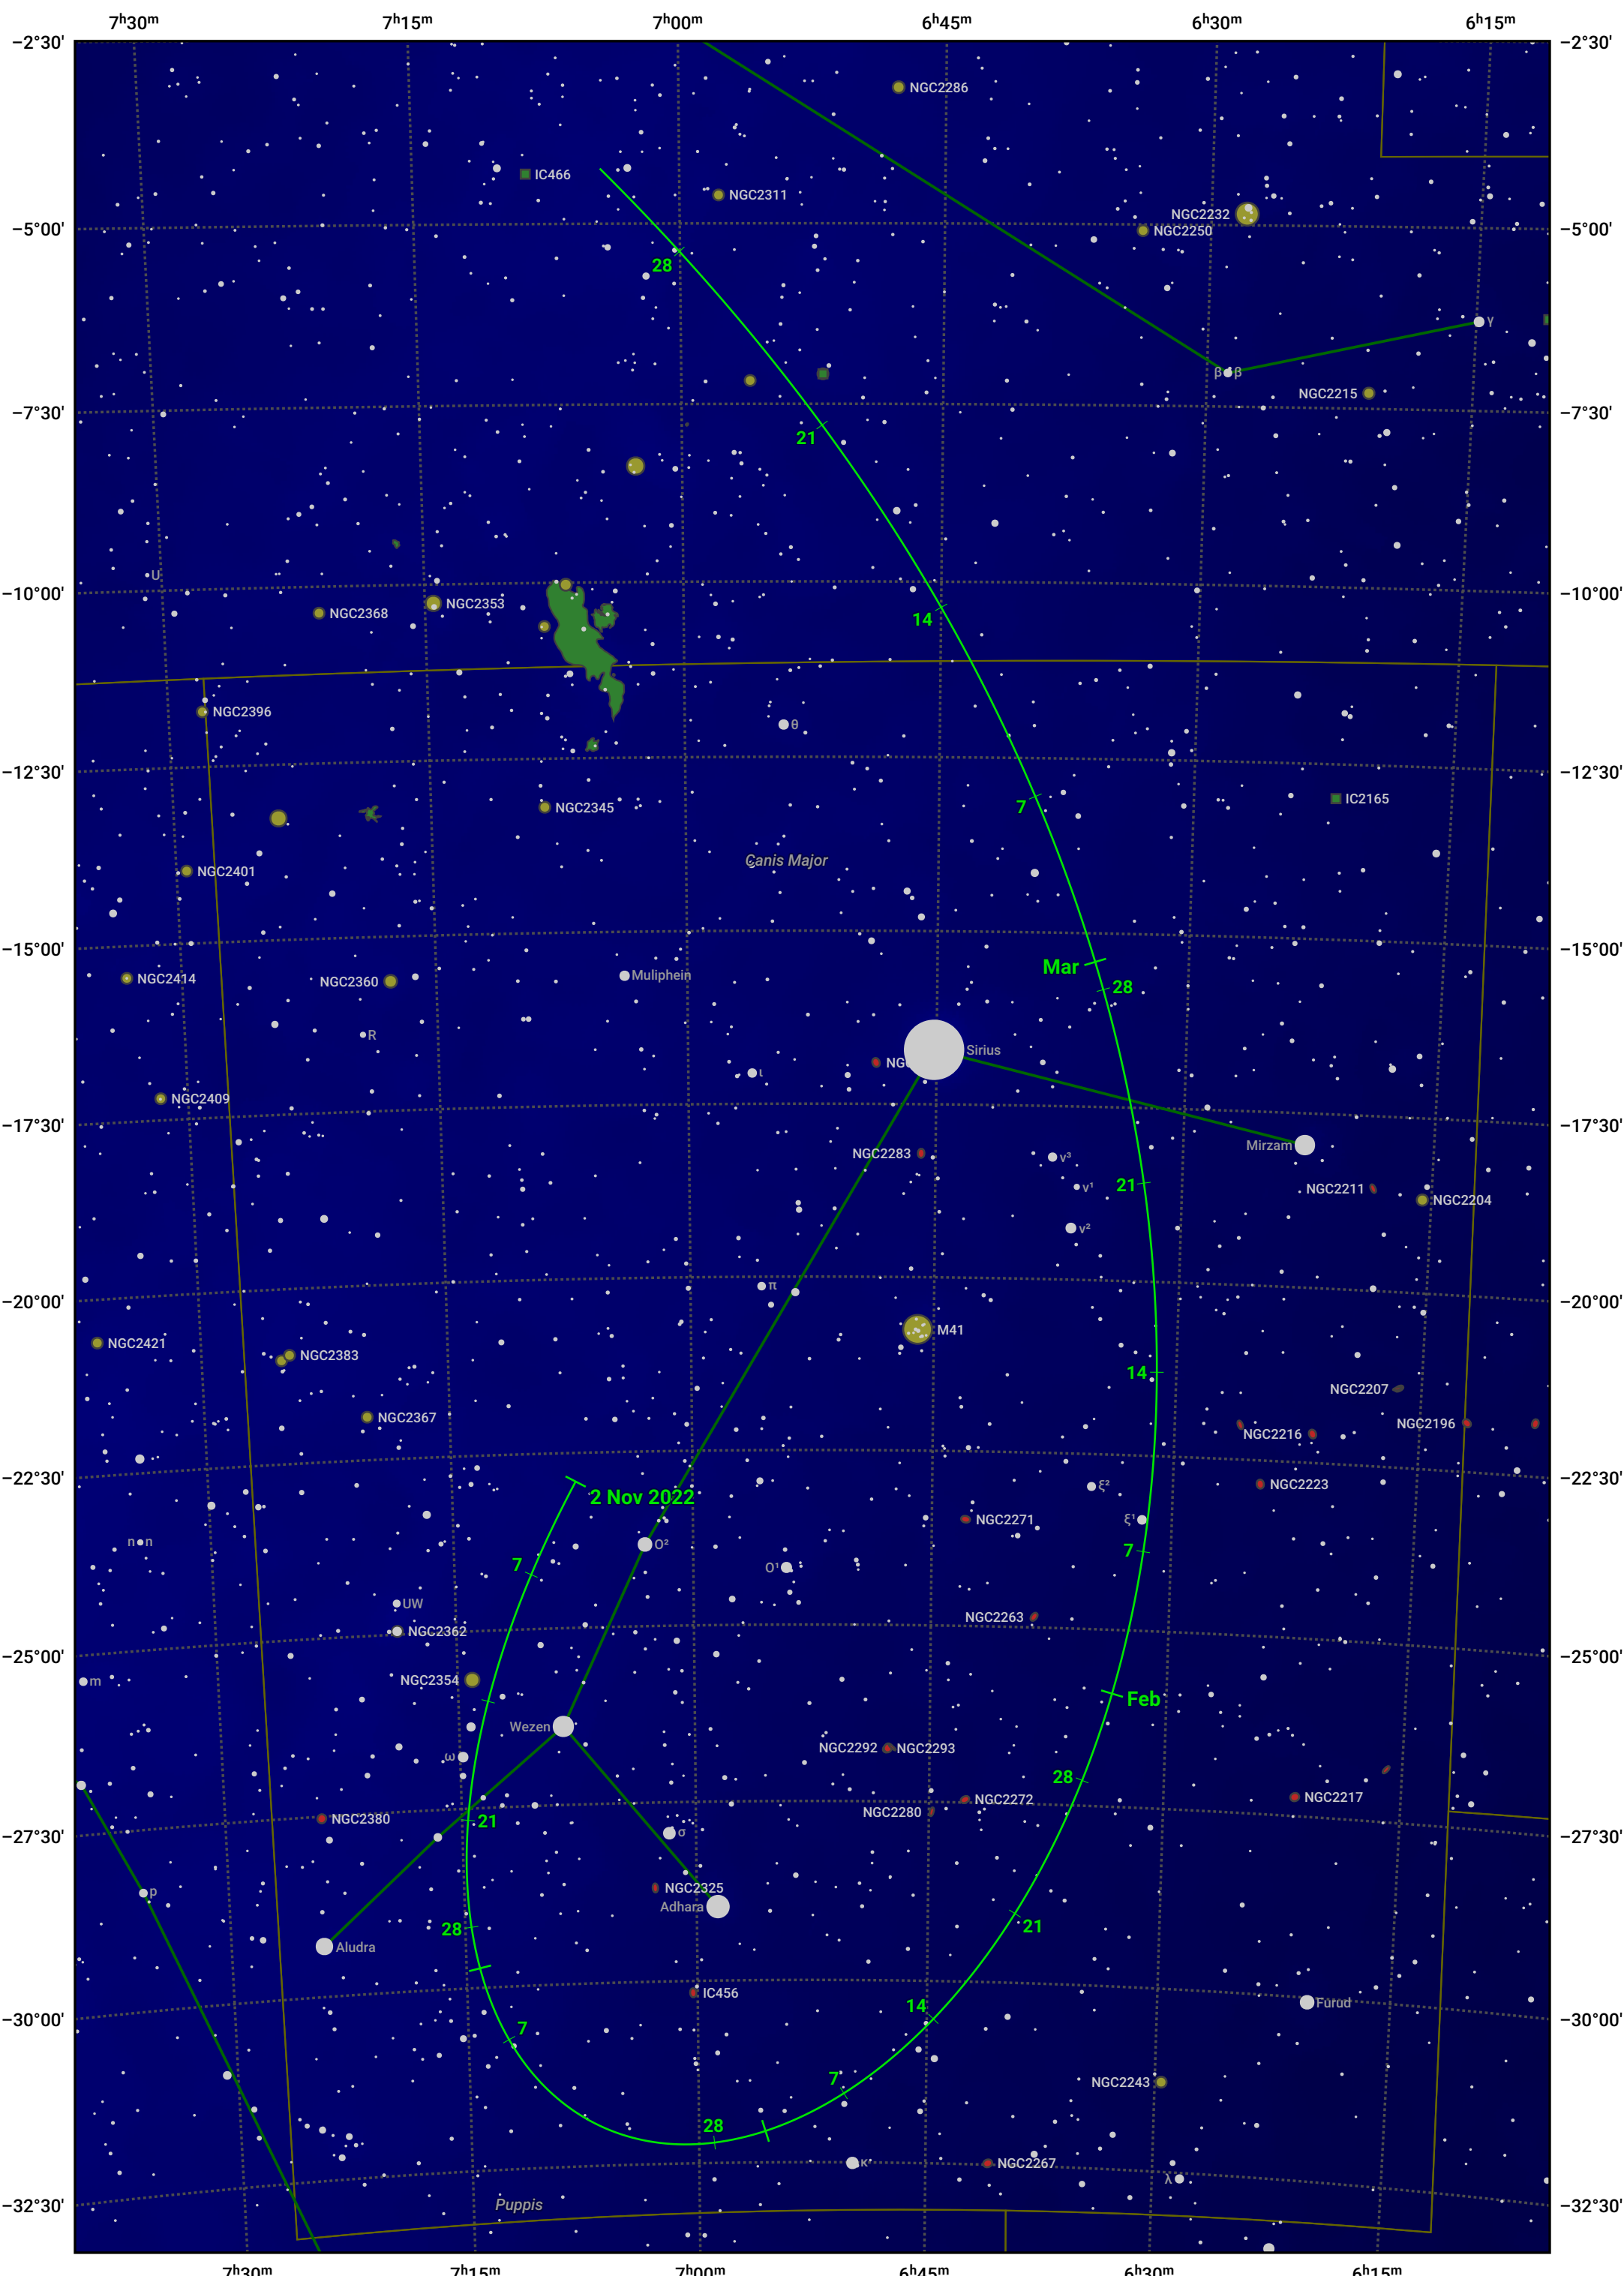 7h30m 7h15m 7h00m 6h45m 6h30m 6h15m
−2°30' −2°30'
NGC2286
IC466
NGC2311
NGC2232
−5°00' NGC2250 −5°00'
28
γ
β β
NGC2215
−7°30' −7°30'
21
U
−10°00' −10°00'
NGC2353
NGC2368
14
NGC2396
θ
−12°30' −12°30'
IC2165
7
NGC2345
Canis Major
NGC2401
−15°00' −15°00'
Mar
Muliphein
NGC2414
NGC2360
28
R
Sirius
ι
NGC2409
−17°30' −17°30'
Mirzam
NGC2283
ν³
21
ν¹
NGC2211
NGC2204
ν²
π
−20°00' −20°00'
M41
NGC2421
NGC2383
14
NGC2207
NGC2367
NGC2196
NGC2216
−22°30' −22°30'
NGC2223
ξ²
2 Nov 2022
NGC2271
ξ¹
n n
ο²
7
7
ο¹
UW
NGC2263
NGC2362
−25°00' −25°00'
NGC2354
m
Feb
Wezen
NGC2292 NGC2293
ω
28
NGC2217
NGC2272
NGC2280
NGC2380
21
σ
−27°30' −27°30'
NGC2325
p
Adhara
21
28
Aludra
IC456
Furud
14
−30°00' −30°00'
7
7
NGC2243
28
κ
NGC2267
λ
−32°30' Puppis −32°30'
7h30m 7h15m 7h00m 6h45m 6h30m 6h15m